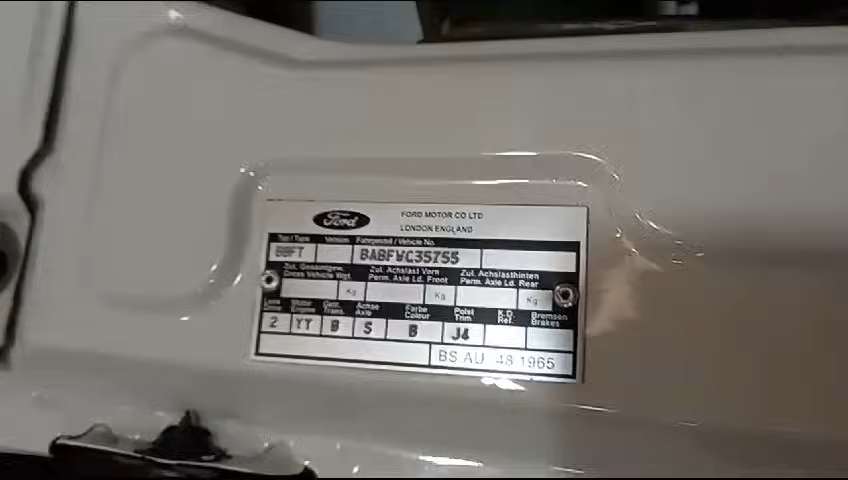 Ford
FORD MOTOR CO LTD
LONDON ENGLAND
Typ / Type Version Fahrgestell / Vehicle No.
BBFT BABFWC35755
Zul. Gesamtgew. Zul. Achslast Vorn Zul. Achslasthinten
Gross Vehicle Wgt. Perm. Axle Ld. Front Perm. Axle Ld. Rear
Kg Kg Kg
Motor Getr. Achse Farbe Polst K.D. Bremsen
Drive Engine Trans. Axle Colour Trim Ref. Brakes
2 YY B S B J4
BS.AU 48 1965